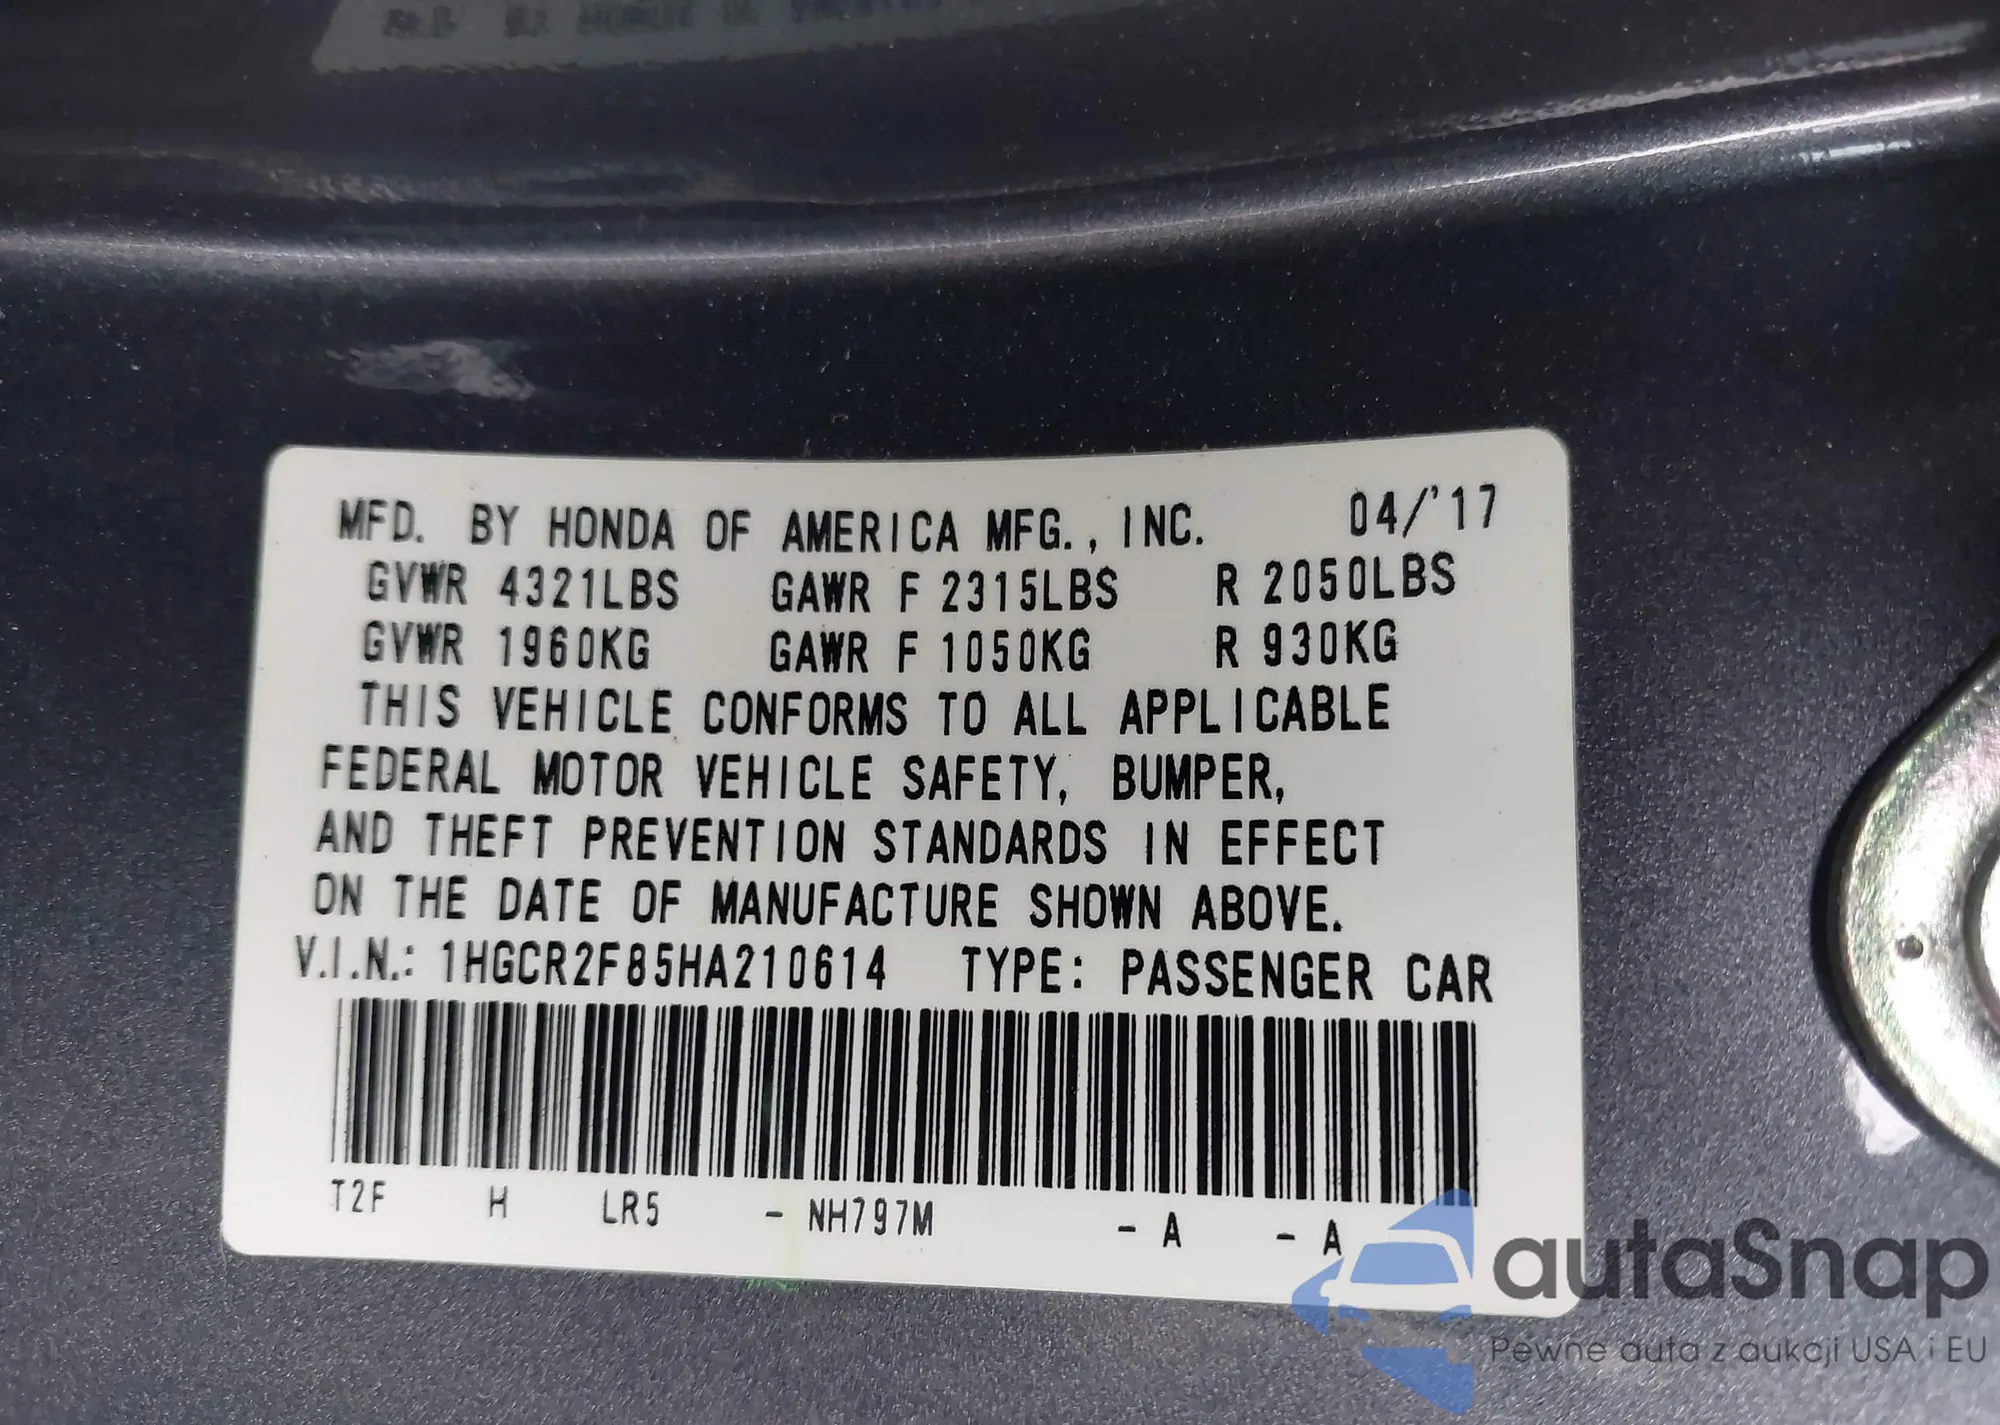 MFD. BY HONDA OF AMERICA MFG., INC. 04/'17
GVWR 4321LBS GAWR F 2315LBS R 2050LBS
GVWR 1960KG GAWR F 1050KG R 930KG
THIS VEHICLE CONFORMS TO ALL APPLICABLE
FEDERAL MOTOR VEHICLE SAFETY, BUMPER,
AND THEFT PREVENTION STANDARDS IN EFFECT
ON THE DATE OF MANUFACTURE SHOWN ABOVE.
V.I.N.: 1HGCR2F85HA210614 TYPE: PASSENGER CAR
T2F H LR5 - NH797M - A - A
autaSnap
Pewne auta z aukcji USA i EU